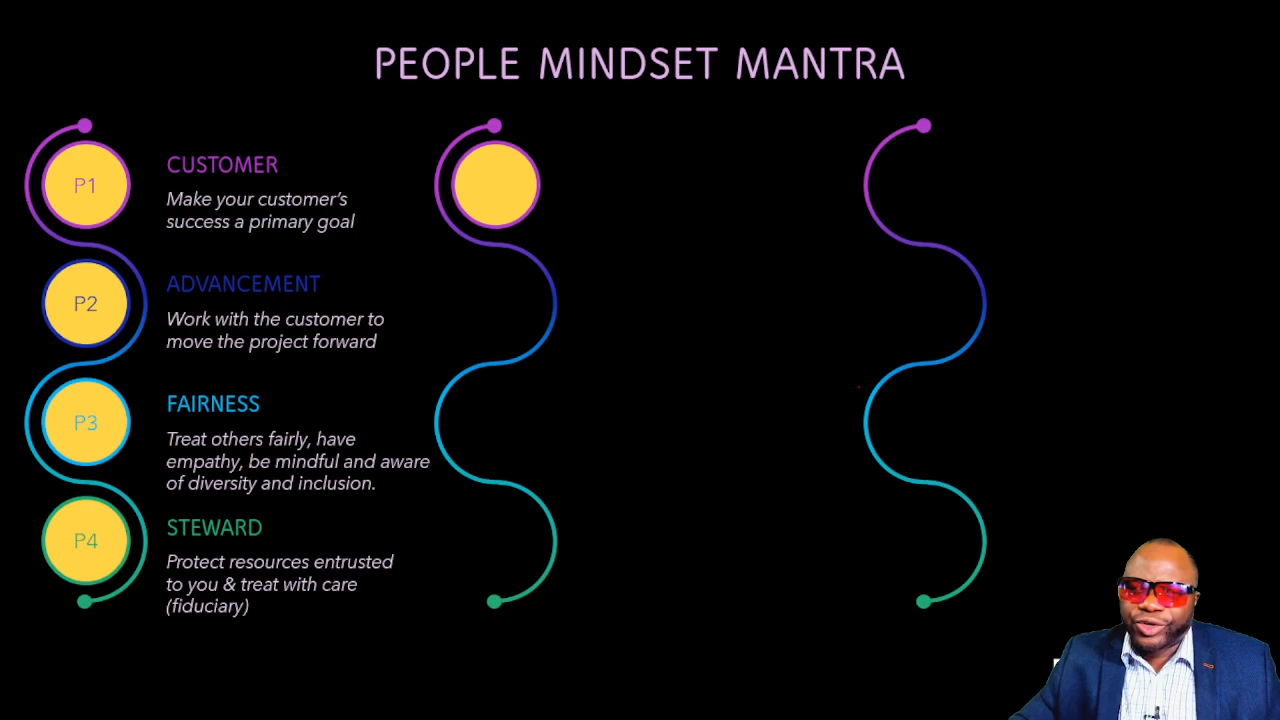 PEOPLE MINDSET MANTRA
P1
CUSTOMER
Make your customer's
success a primary goal
P2
ADVANCEMENT
Work with the customer to
move the project forward
P3
FAIRNESS
Treat others fairly, have
empathy, be mindful and aware
of diversity and inclusion.
P4
STEWARD
Protect resources entrusted
to you & treat with care
(fiduciary)